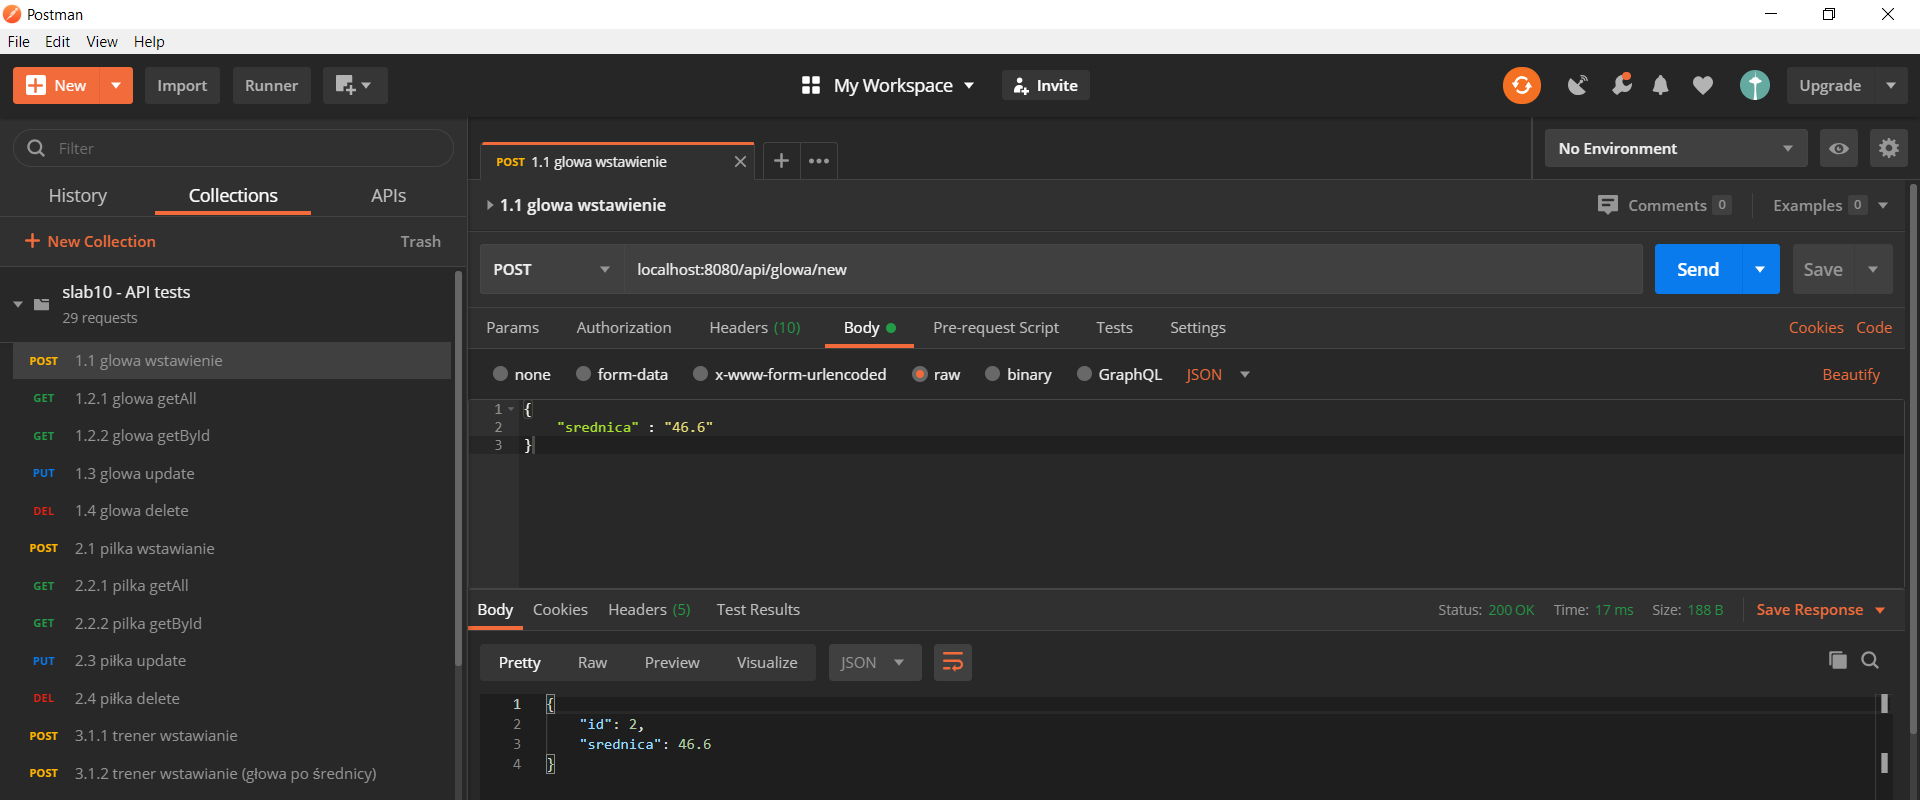 Postman
File Edit View Help
New Import Runner My Workspace Invite Upgrade
Filter
History Collections APIs
New Collection Trash
slab10 - API tests
29 requests
POST 1.1 glowa wstawienie
GET 1.2.1 glowa getAll
GET 1.2.2 glowa getById
PUT 1.3 glowa update
DEL 1.4 glowa delete
POST 2.1 pilka wstawianie
GET 2.2.1 pilka getAll
GET 2.2.2 pilka getById
PUT 2.3 piłka update
DEL 2.4 piłka delete
POST 3.1.1 trener wstawianie
POST 3.1.2 trener wstawianie (głowa po średnicy)
POST 1.1 glowa wstawienie
No Environment
1.1 glowa wstawienie Comments 0 Examples 0
POST localhost:8080/api/glowa/new Send Save
Params Authorization Headers (10) Body Pre-request Script Tests Settings Cookies Code
none form-data x-www-form-urlencoded raw binary GraphQL JSON Beautify
1 {
2 "srednica" : "46.6"
3 }
Body Cookies Headers (5) Test Results Status: 200 OK Time: 17 ms Size: 188 B Save Response
Pretty Raw Preview Visualize JSON
1 {
2 "id": 2,
3 "srednica": 46.6
4 }